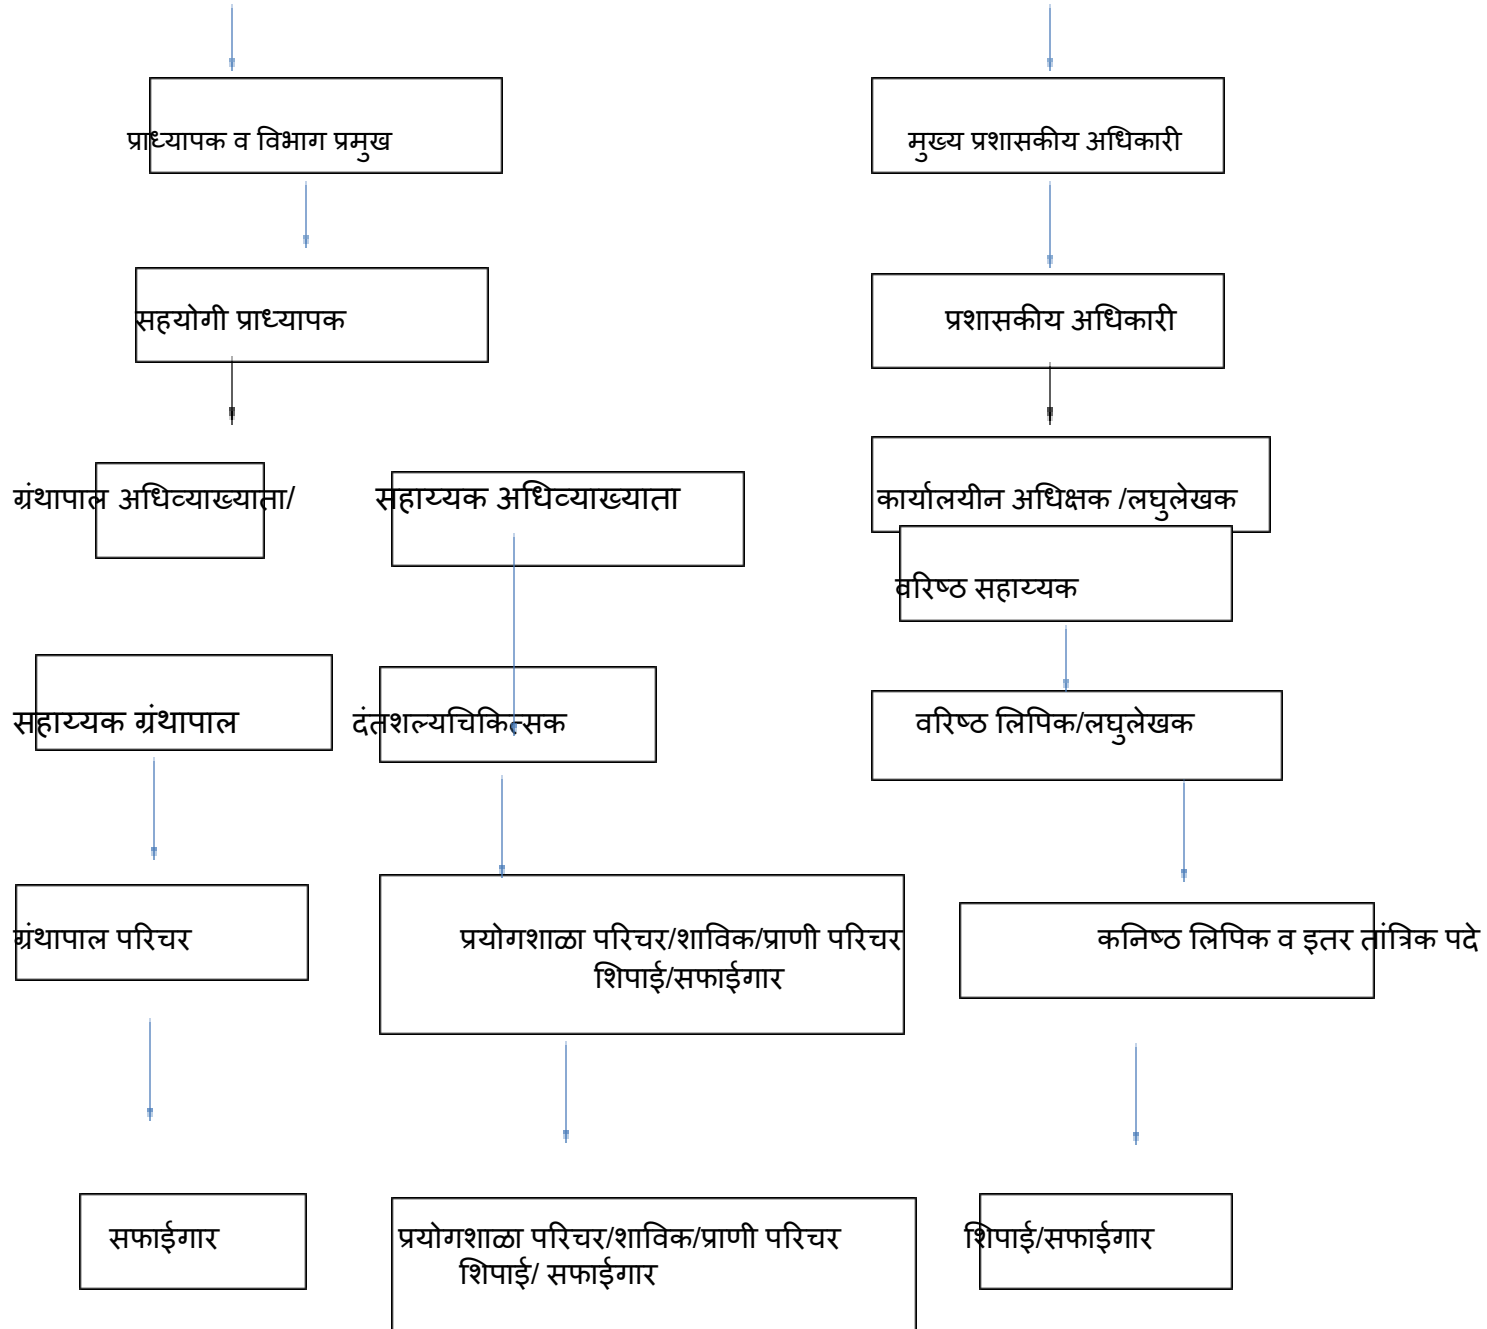 प्राध्यापक व विभाग प्रमुख
मुख्य प्रशासकीय अधिकारी
सहयोगी प्राध्यापक
प्रशासकीय अधिकारी
ग्रंथापाल अधिव्याख्याता/
सहाय्यक अधिव्याख्याता
कार्यालयीन अधिक्षक /लघुलेखक
वरिष्ठ सहाय्यक
सहाय्यक ग्रंथापाल
दंतशल्यचिकित्सक
वरिष्ठ लिपिक/लघुलेखक
ग्रंथापाल परिचर
प्रयोगशाळा परिचर/शाविक/प्राणी परिचर
शिपाई/सफाईगार
कनिष्ठ लिपिक व इतर तांत्रिक पदे
सफाईगार
प्रयोगशाळा परिचर/शाविक/प्राणी परिचर
शिपाई/ सफाईगार
शिपाई/सफाईगार